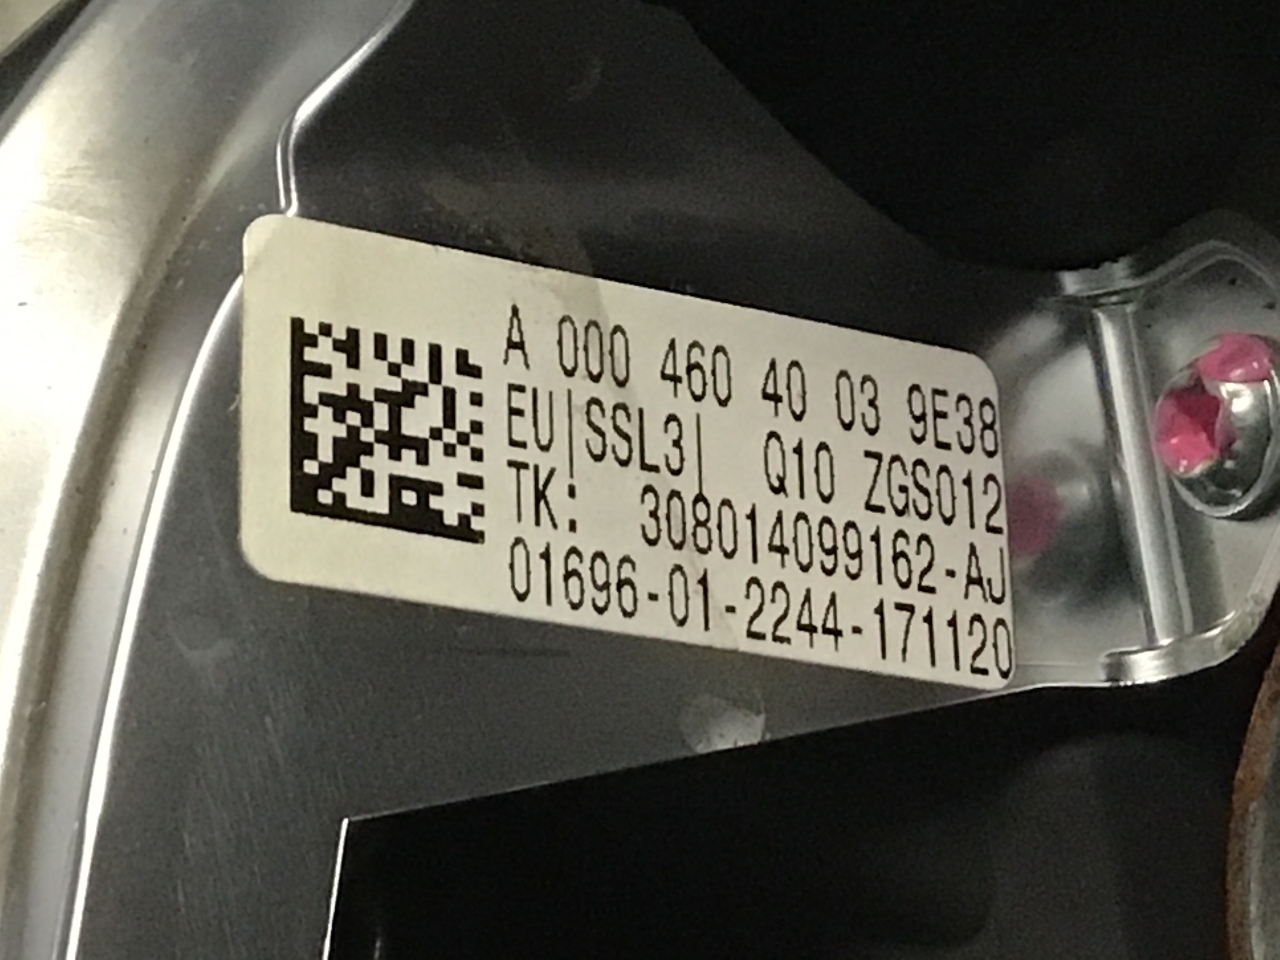 A 000 460 40 03 9E38
EU|SSL3| Q10 ZGS012
TK: 308014099162-AJ
01696-01-2244-171120